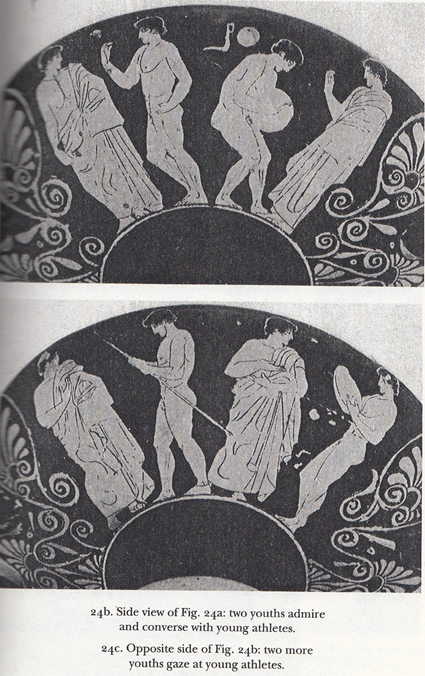 24b. Side view of Fig. 24a: two youths admire
and converse with young athletes.
24c. Opposite side of Fig. 24b: two more
youths gaze at young athletes.